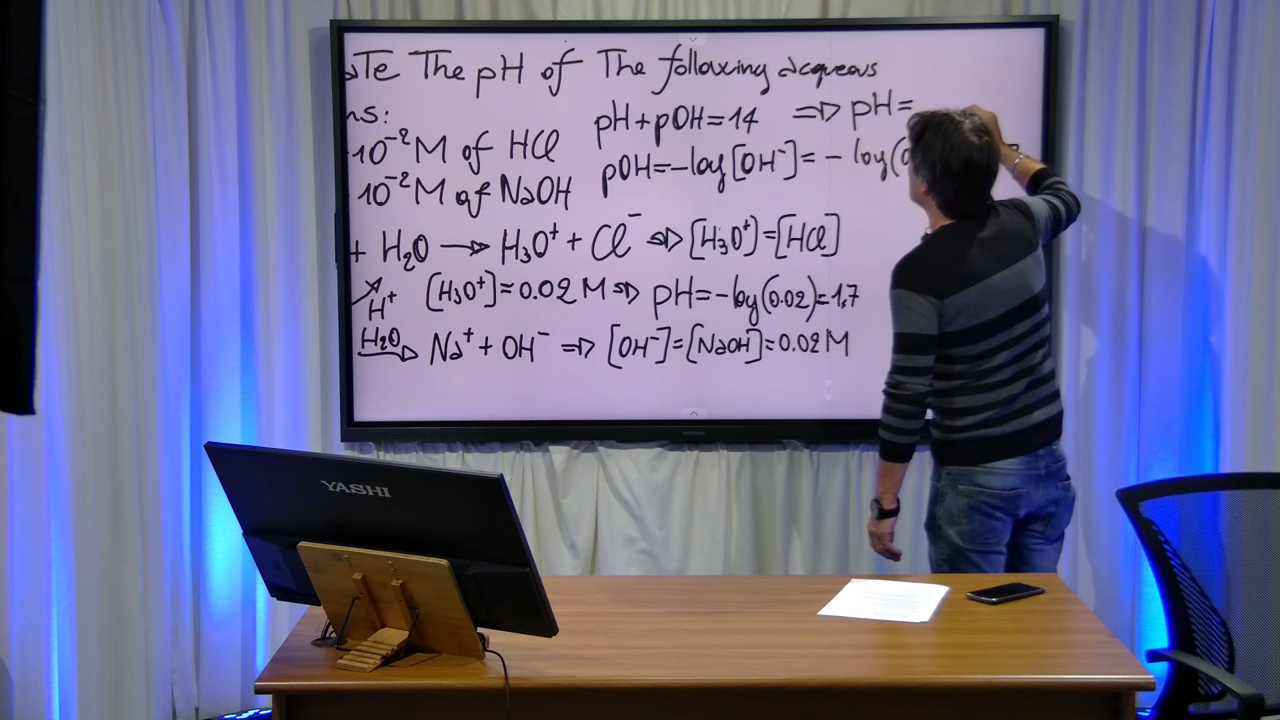 The pH of The following aqueous
ns:
pH+pOH=14 => pH=
10⁻²M of HCl
pOH=-log[OH⁻]=- log(0
10⁻²M of NaOH
+ H₂O → H₃O⁺ + Cl⁻ => [H₃O⁺]=[HCl]
H⁺ [H₃O⁺]=0.02 M => pH=-log(0.02)=1,7
H₂O → Na⁺ + OH⁻ => [OH⁻]=[NaOH]=0.02 M
YASHI